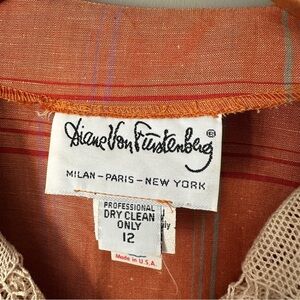 Diane Von Furstenberg ®
MILAN - PARIS - NEW YORK
PROFESSIONAL
DRY CLEAN
ONLY
12
Made in U.S.A.